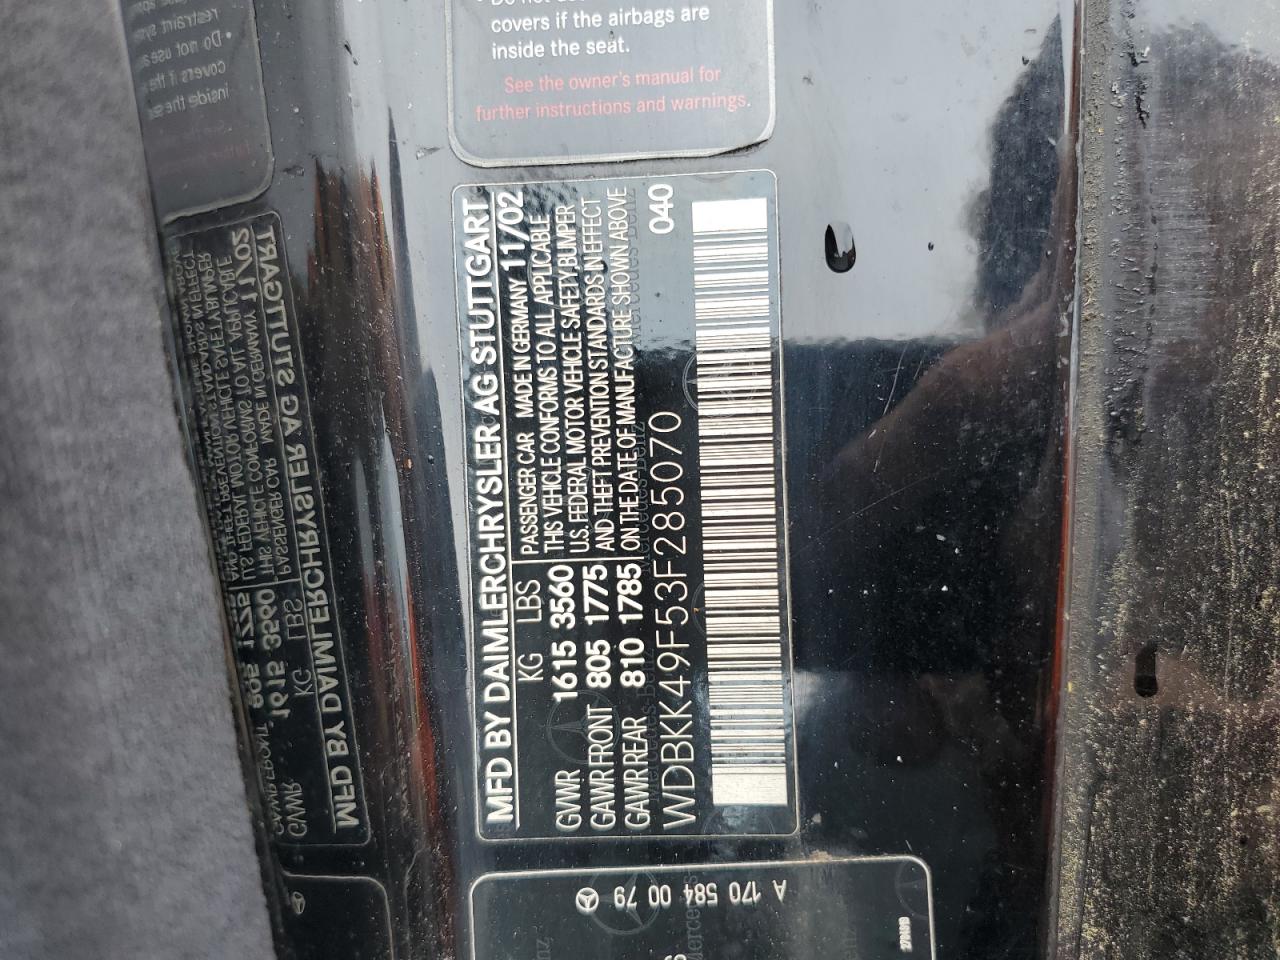 covers if the airbags are
inside the seat.
See the owner's manual for
further instructions and warnings.
MFD BY DAIMLERCHRYSLER AG STUTTGART
KG LBS PASSENGER CAR MADE IN GERMANY 11/02
GVWR 1615 3560 THIS VEHICLE CONFORMS TO ALL APPLICABLE
GAWR FRONT 805 1775 U.S. FEDERAL MOTOR VEHICLE SAFETY, BUMPER
GAWR REAR 810 1785 AND THEFT PREVENTION STANDARDS IN EFFECT
ON THE DATE OF MANUFACTURE SHOWN ABOVE
WDBKK49F53F285070 040
A 170 584 00 79